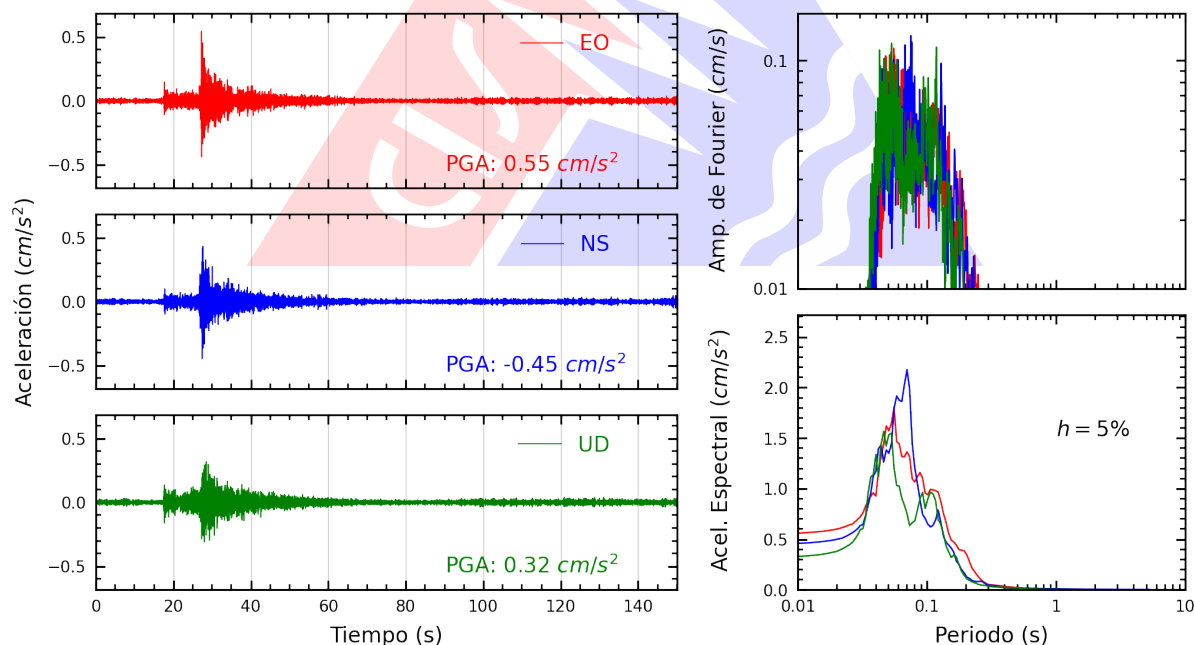 Aceleración (cm/s²)
0.5
0.0
−0.5
EO
PGA: 0.55 cm/s²
0.5
0.0
−0.5
NS
PGA: -0.45 cm/s²
0.5
0.0
−0.5
UD
PGA: 0.32 cm/s²
0 20 40 60 80 100 120 140
Tiempo (s)
Amp. de Fourier (cm/s)
0.1
0.01
Acel. Espectral (cm/s²)
2.5
2.0
1.5
1.0
0.5
0.0
h = 5%
0.01 0.1 1 10
Periodo (s)
CIS